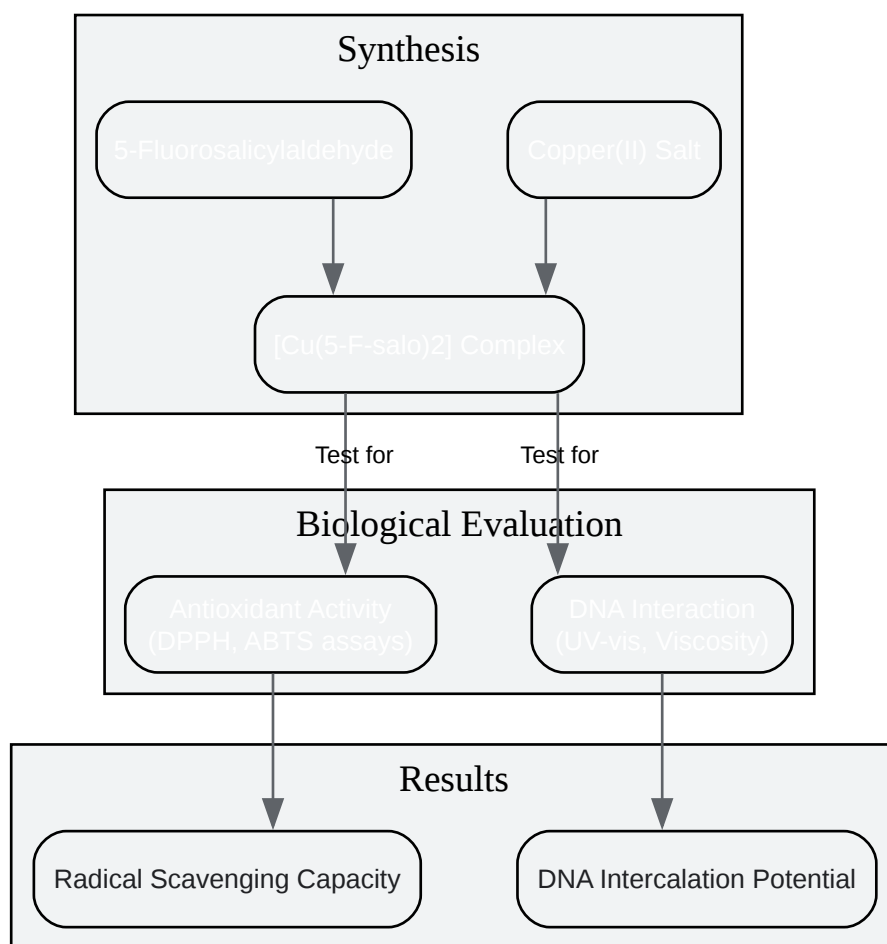 Synthesis
5-Fluorosalicylaldehyde
Copper(II) Salt
[Cu(5-F-salo)2] Complex
Test for
Test for
Biological Evaluation
Antioxidant Activity
(DPPH, ABTS assays)
DNA Interaction
(UV-vis, Viscosity)
Results
Radical Scavenging Capacity
DNA Intercalation Potential